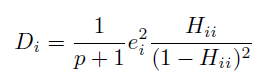 D_i = \frac{1}{p+1} e_i^2 \frac{H_{ii}}{(1 - H_{ii})^2}